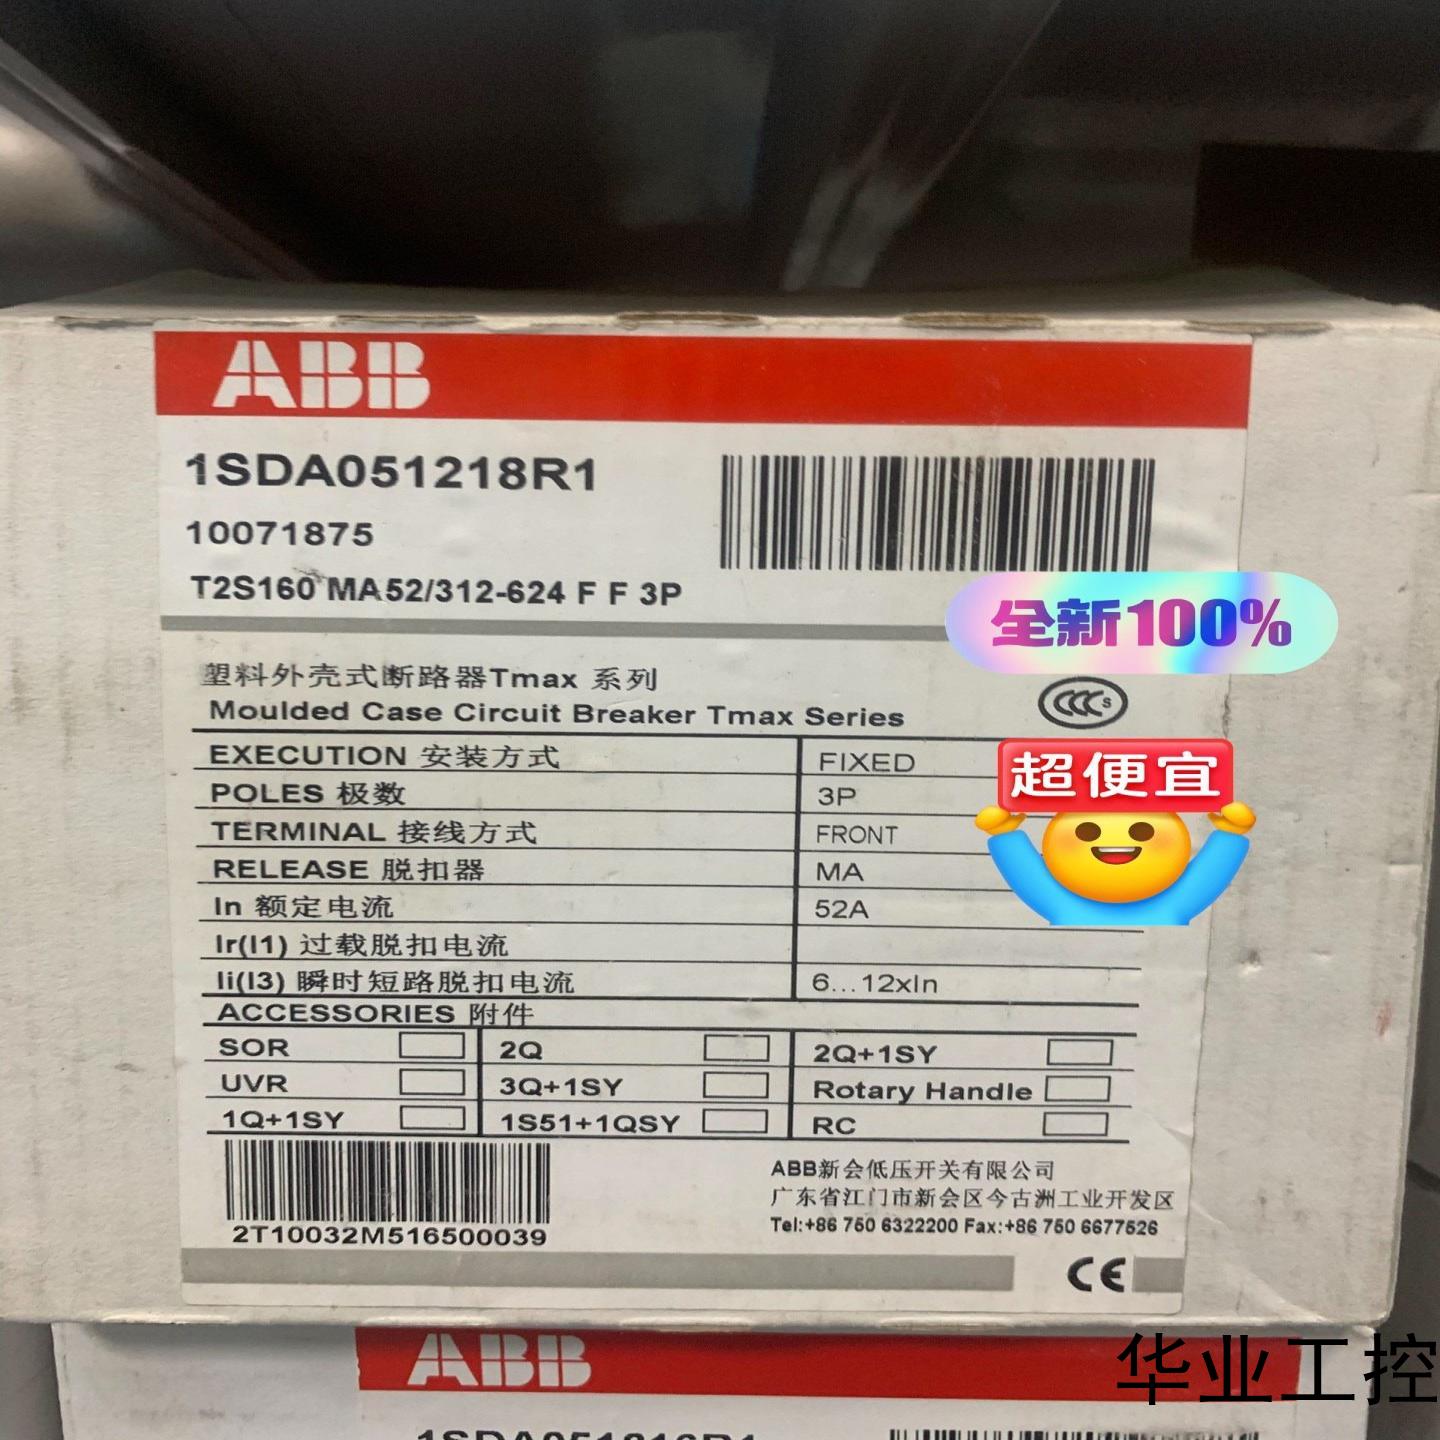 ABB
1SDA051218R1
10071875
T2S160 MA52/312-624 F F 3P
全新100%
塑料外壳式断路器Tmax 系列
Moulded Case Circuit Breaker Tmax Series
CCC S
超便宜
EXECUTION 安装方式 FIXED
POLES 极数 3P
TERMINAL 接线方式 FRONT
RELEASE 脱扣器 MA
In 额定电流 52A
Ir(I1) 过载脱扣电流
Ii(I3) 瞬时短路脱扣电流 6...12xIn
ACCESSORIES 附件
SOR 2Q 2Q+1SY
UVR 3Q+1SY Rotary Handle
1Q+1SY 1S51+1QSY RC
2T10032M516500039
ABB新会低压开关有限公司
广东省江门市新会区今古洲工业开发区
Tel:+86 750 6322200 Fax:+86 750 6677526
CE
华业工控
ABB